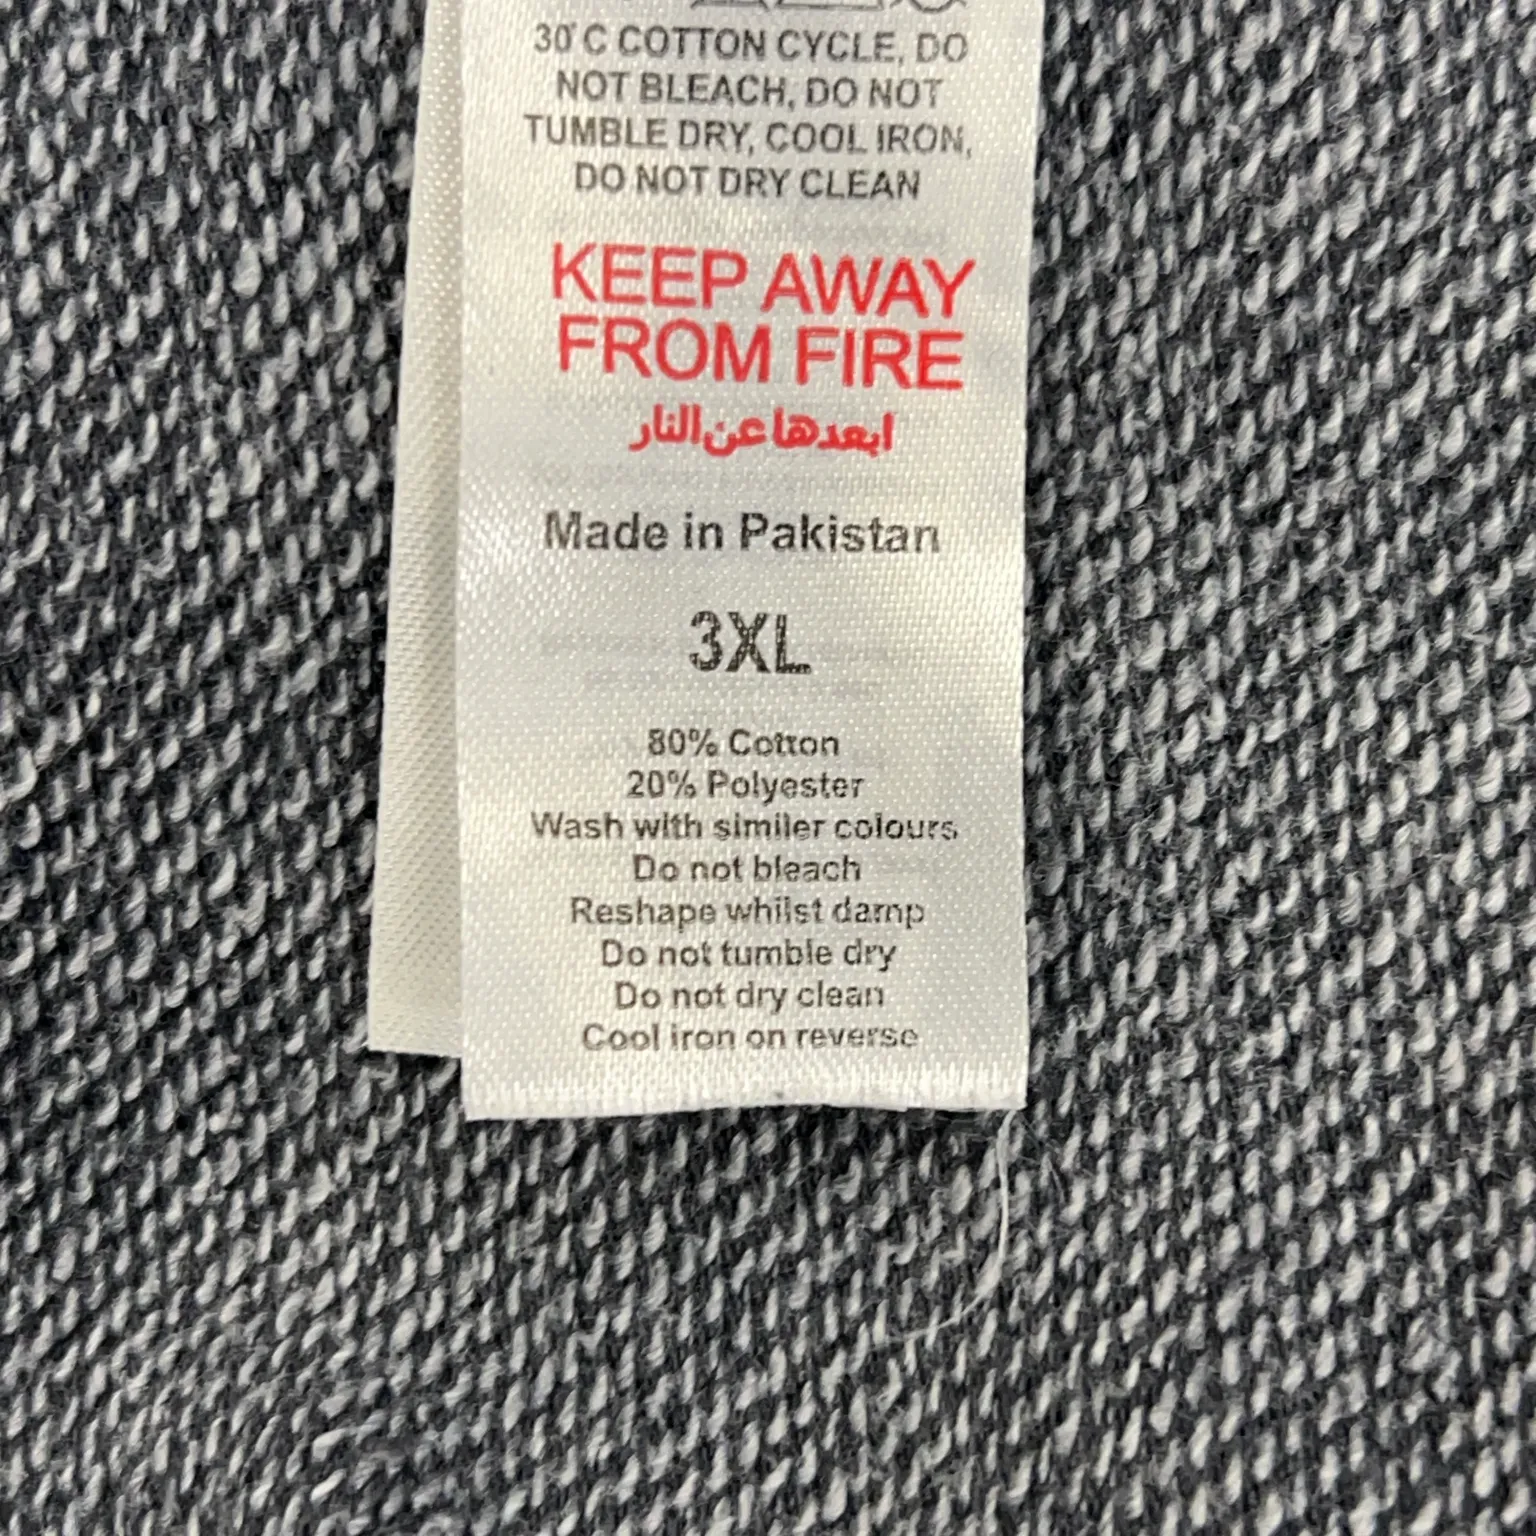 30°C COTTON CYCLE, DO
NOT BLEACH, DO NOT
TUMBLE DRY, COOL IRON,
DO NOT DRY CLEAN
KEEP AWAY
FROM FIRE
ابعدها عن النار
Made in Pakistan
3XL
80% Cotton
20% Polyester
Wash with similer colours
Do not bleach
Reshape whilst damp
Do not tumble dry
Do not dry clean
Cool iron on reverse